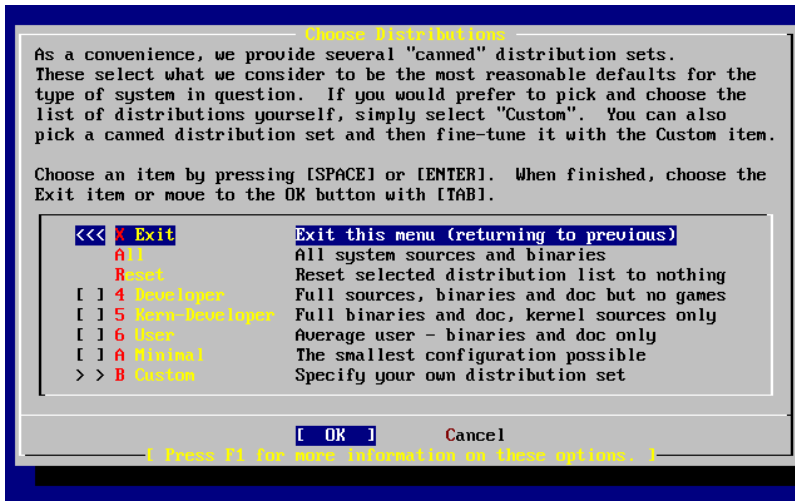 Choose Distributions
As a convenience, we provide several "canned" distribution sets.
These select what we consider to be the most reasonable defaults for the
type of system in question.  If you would prefer to pick and choose the
list of distributions yourself, simply select "Custom".  You can also
pick a canned distribution set and then fine-tune it with the Custom item.
Choose an item by pressing [SPACE] or [ENTER].  When finished, choose the
Exit item or move to the OK button with [TAB].
<<< X Exit Exit this menu (returning to previous)
All All system sources and binaries
Reset Reset selected distribution list to nothing
[ ] 4 Developer Full sources, binaries and doc but no games
[ ] 5 Kern-Developer Full binaries and doc, kernel sources only
[ ] 6 User Average user - binaries and doc only
[ ] A Minimal The smallest configuration possible
> > B Custom Specify your own distribution set
[ OK ] Cancel
[ Press F1 for more information on these options. ]